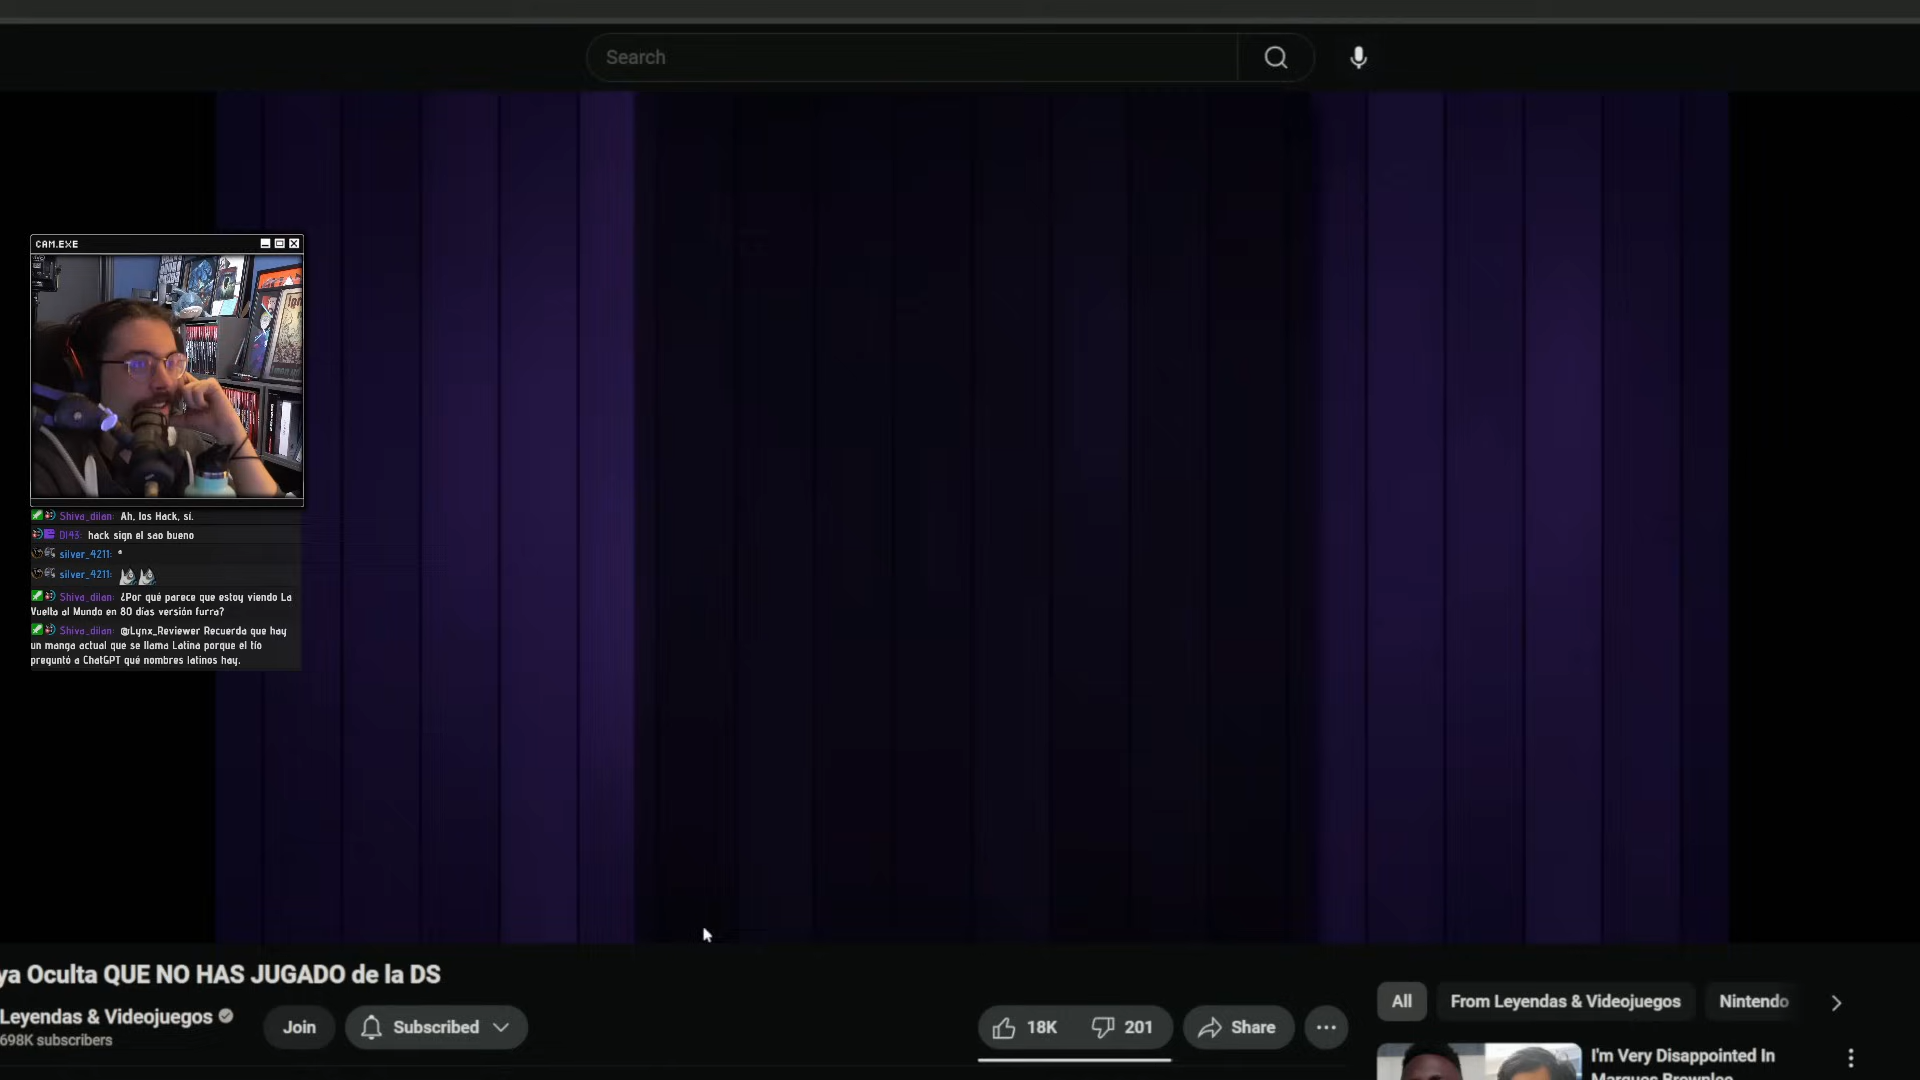 Search
CAM.EXE
Shiva_dilan: Ah, los Hack, sí.
D143: hack sign el sao bueno
silver_4211: *
silver_4211:
Shiva_dilan: ¿Por qué parece que estoy viendo La
Vuelta al Mundo en 80 días versión furra?
Shiva_dilan: @Lynx_Reviewer Recuerda que hay
un manga actual que se llama Latina porque el tío
preguntó a ChatGPT qué nombres latinos hay.
ya Oculta QUE NO HAS JUGADO de la DS
Leyendas & Videojuegos
698K subscribers
Join
Subscribed
18K
201
Share
All
From Leyendas & Videojuegos
Nintendo
I'm Very Disappointed In
Marques Brownlee